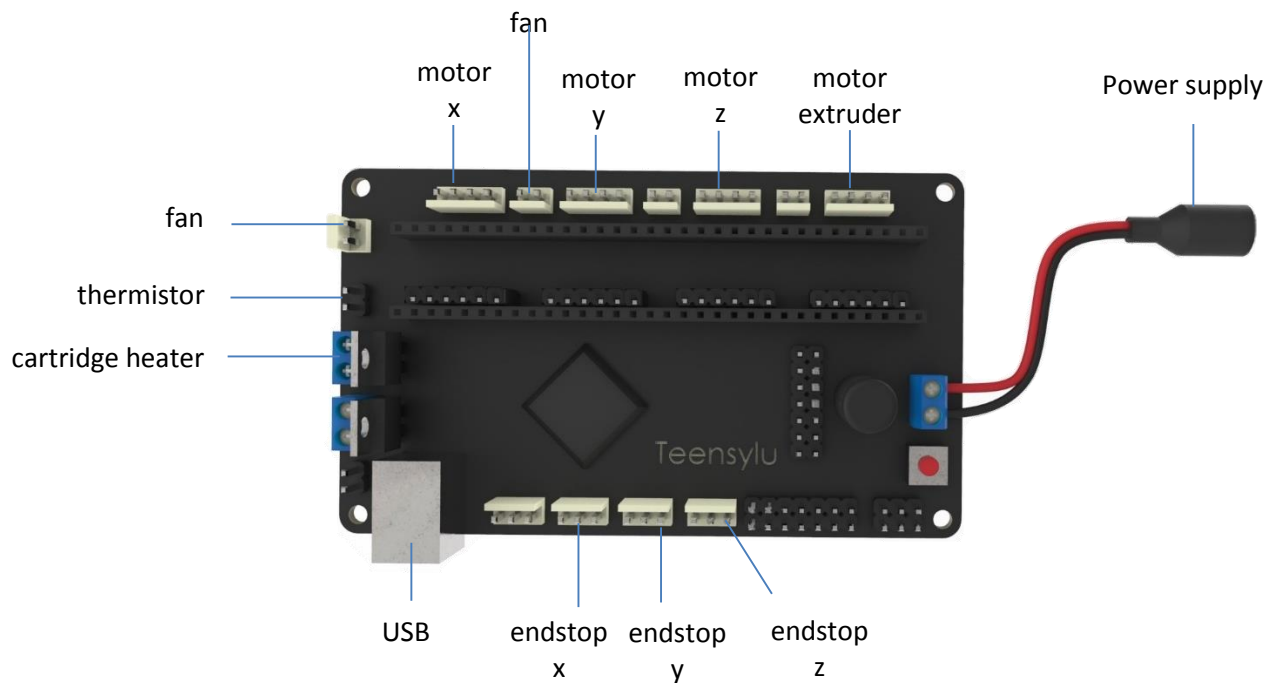 fan
motor
x
motor
y
motor
z
motor
extruder
Power supply
fan
thermistor
cartridge heater
Teensylu
USB
endstop
x
endstop
y
endstop
z